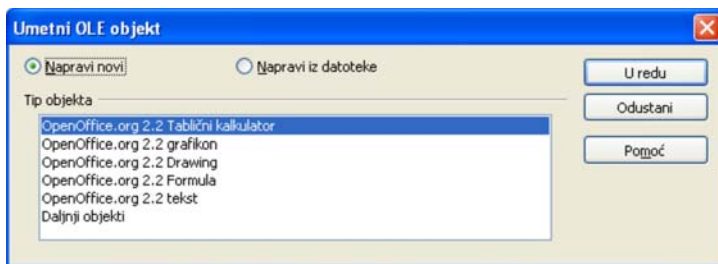 Umetni OLE objekt
Napravi novi
Napravi iz datoteke
U redu
Tip objekta
Odustani
OpenOffice.org 2.2 Tablični kalkulator
OpenOffice.org 2.2 grafikon
Pomoć
OpenOffice.org 2.2 Drawing
OpenOffice.org 2.2 Formula
OpenOffice.org 2.2 tekst
Daljnji objekti